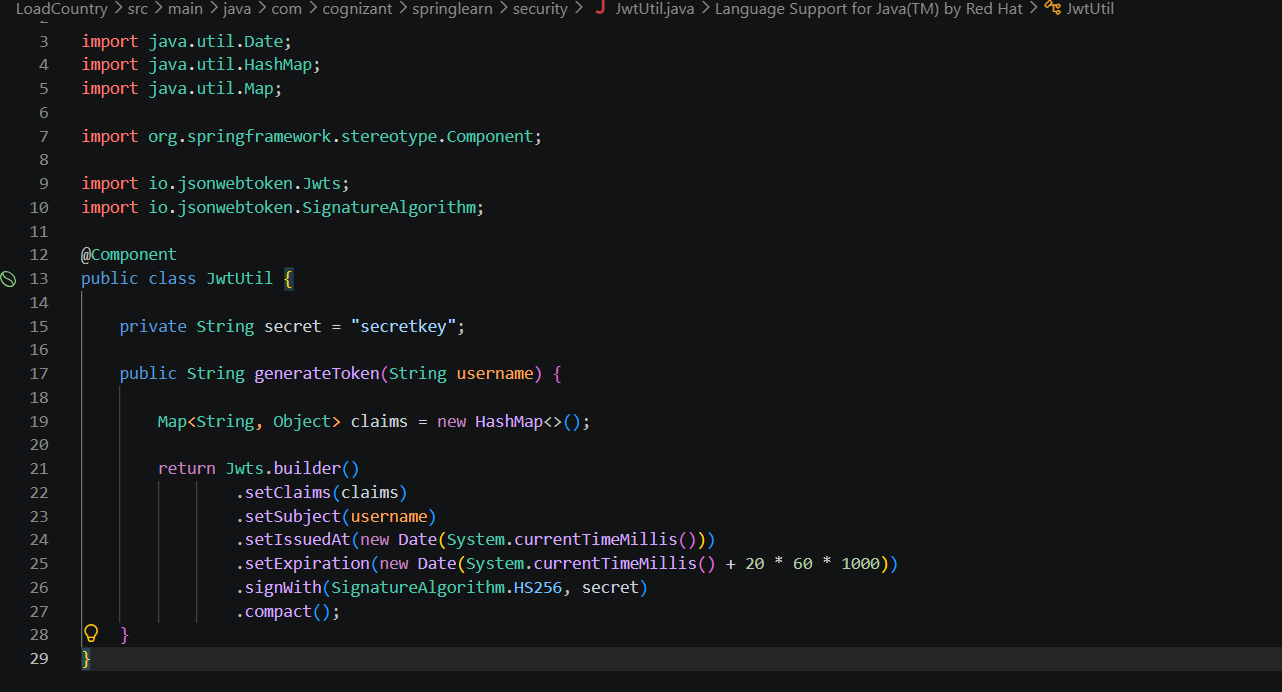 LoadCountry > src > main > java > com > cognizant > springlearn > security > J JwtUtil.java > Language Support for Java(TM) by Red Hat > JwtUtil
3 import java.util.Date;
4 import java.util.HashMap;
5 import java.util.Map;
6
7 import org.springframework.stereotype.Component;
8
9 import io.jsonwebtoken.Jwts;
10 import io.jsonwebtoken.SignatureAlgorithm;
11
12 @Component
13 public class JwtUtil {
14
15     private String secret = "secretkey";
16
17     public String generateToken(String username) {
18
19         Map<String, Object> claims = new HashMap<>();
20
21         return Jwts.builder()
22                 .setClaims(claims)
23                 .setSubject(username)
24                 .setIssuedAt(new Date(System.currentTimeMillis()))
25                 .setExpiration(new Date(System.currentTimeMillis() + 20 * 60 * 1000))
26                 .signWith(SignatureAlgorithm.HS256, secret)
27                 .compact();
28     }
29 }